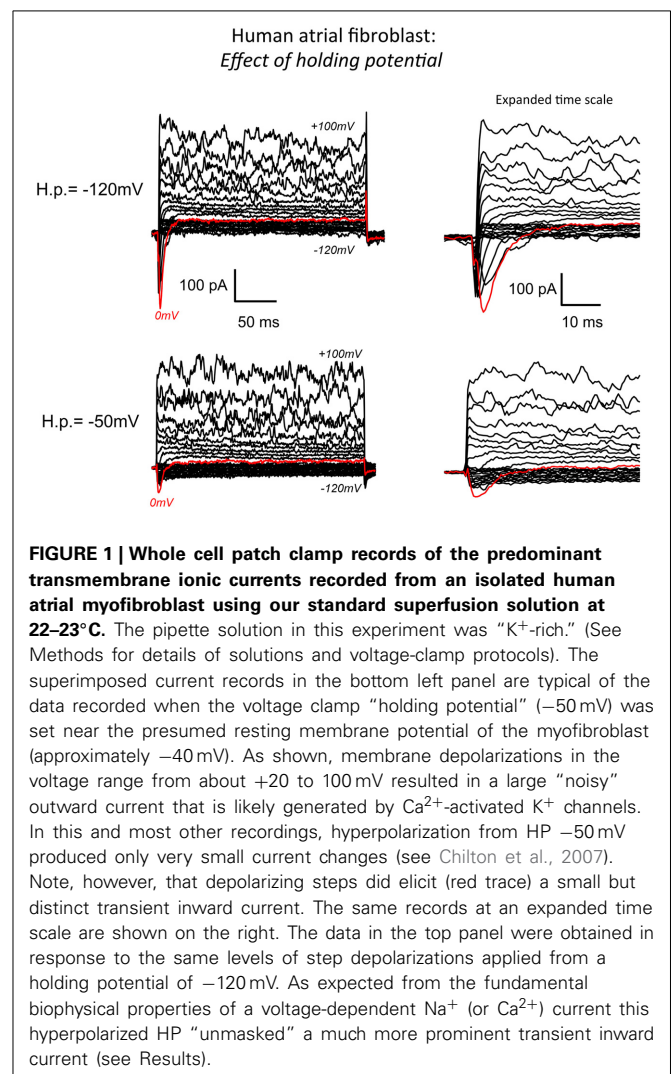 Human atrial fibroblast:
Effect of holding potential
Expanded time scale
+100mV
H.p.= -120mV
-120mV
100 pA
50 ms
0mV
100 pA
10 ms
+100mV
H.p.= -50mV
-120mV
0mV
FIGURE 1 | Whole cell patch clamp records of the predominant
transmembrane ionic currents recorded from an isolated human
atrial myofibroblast using our standard superfusion solution at
22–23°C. The pipette solution in this experiment was “K⁺-rich.” (See
Methods for details of solutions and voltage-clamp protocols). The
superimposed current records in the bottom left panel are typical of the
data recorded when the voltage clamp “holding potential” (−50 mV) was
set near the presumed resting membrane potential of the myofibroblast
(approximately −40 mV). As shown, membrane depolarizations in the
voltage range from about +20 to 100 mV resulted in a large “noisy”
outward current that is likely generated by Ca²⁺-activated K⁺ channels.
In this and most other recordings, hyperpolarization from HP −50 mV
produced only very small current changes (see Chilton et al., 2007).
Note, however, that depolarizing steps did elicit (red trace) a small but
distinct transient inward current. The same records at an expanded time
scale are shown on the right. The data in the top panel were obtained in
response to the same levels of step depolarizations applied from a
holding potential of −120 mV. As expected from the fundamental
biophysical properties of a voltage-dependent Na⁺ (or Ca²⁺) current this
hyperpolarized HP “unmasked” a much more prominent transient inward
current (see Results).